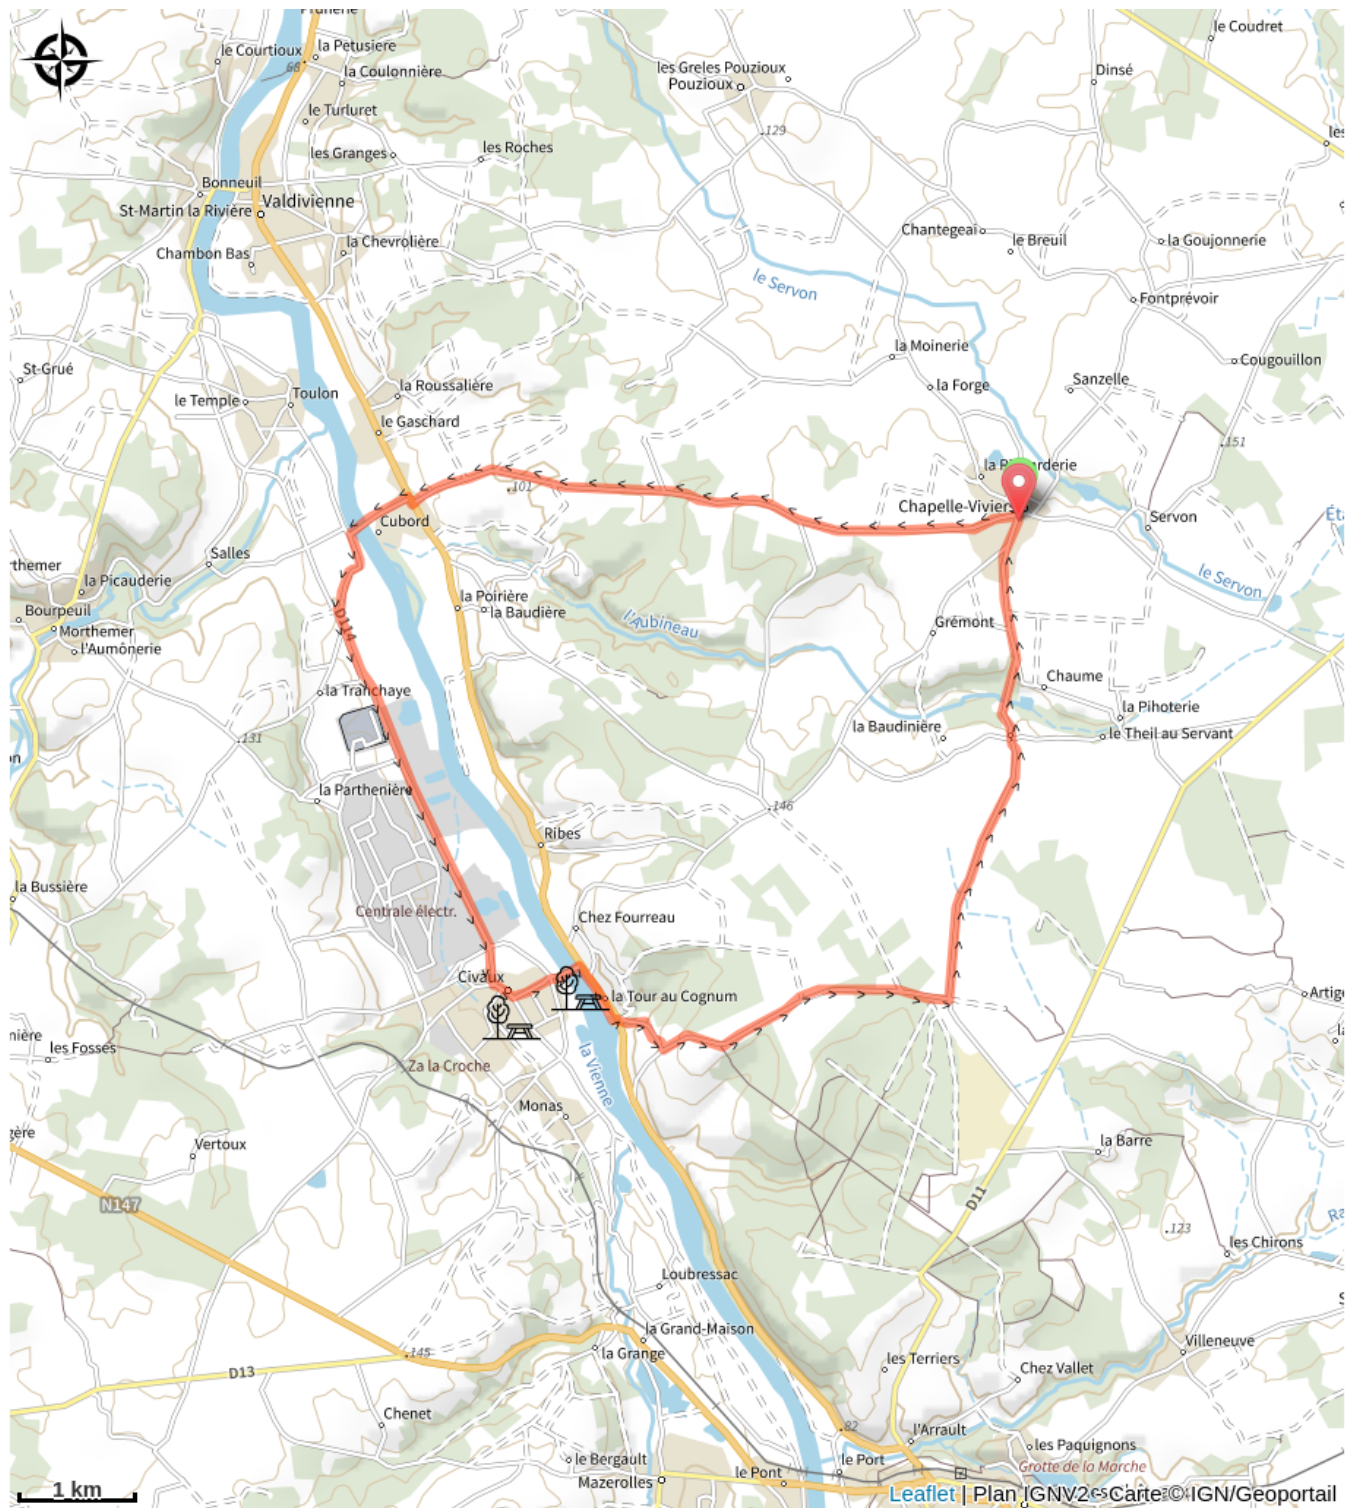 le Courtioux
la Petusiere
68
la Coulonnière
le Turluret
les Granges
les Roches
les Greles Pouzioux
Pouzioux
129
le Coudret
Dinsé
Bonneuil
Valdivienne
St-Martin la Rivière
la Chevrolière
Chambon Bas
Chantegeai
le Breuil
la Goujonnerie
le Servon
Fontprévoir
la Moinerie
Cougouillon
St-Grué
la Roussalière
le Temple
Toulon
la Forge
Sanzelle
le Gaschard
151
101
Chapelle-Viviers
Cubord
Servon
Salles
le Servon
la Picauderie
la Poirière
la Baudière
Bourpeuil
Morthemer
l'Aumônerie
D114
l'Aubineau
Grémont
Chaume
la Tranchaye
la Pihoterie
131
la Baudinière
le Theil au Servant
la Parthenière
146
Ribes
la Bussière
Centrale électr.
Chez Fourreau
Civaux
la Tour au Cognum
les Fosses
Za la Croche
la Vienne
Monas
Vertoux
la Barre
N147
D11
123
les Chirons
Loubressac
la Grand-Maison
145
la Grange
Villeneuve
D13
les Terriers
Chez Vallet
Chenet
82
l'Arrault
les Paquignons
le Bergault
Grotte de la Marche
le Port
Mazerolles
le Pont
1 km
Leaflet | Plan IGNV2 - Carte © IGN/Geoportail